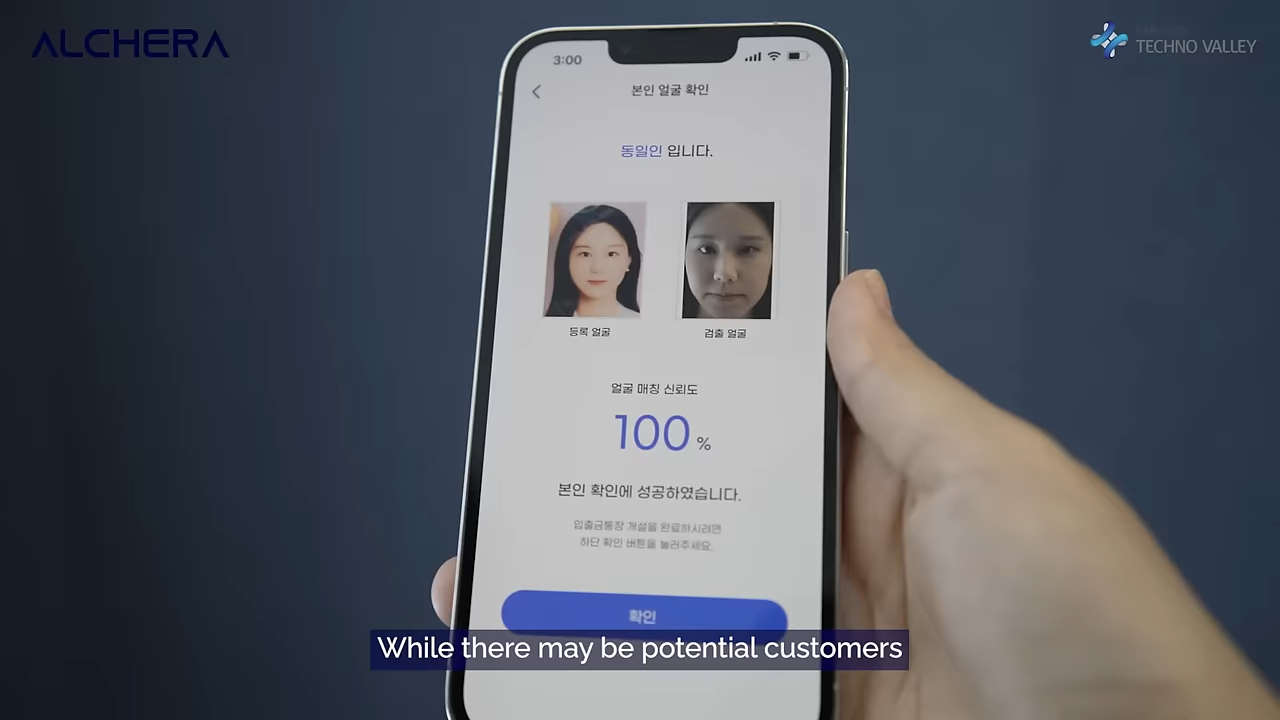 ALCHERA
TECHNO VALLEY
3:00
본인 얼굴 확인
동일인 입니다.
등록 얼굴
검출 얼굴
얼굴 매칭 신뢰도
100 %
본인 확인에 성공하였습니다.
입출금통장 개설을 완료하시려면
하단 확인 버튼을 눌러주세요.
확인
While there may be potential customers